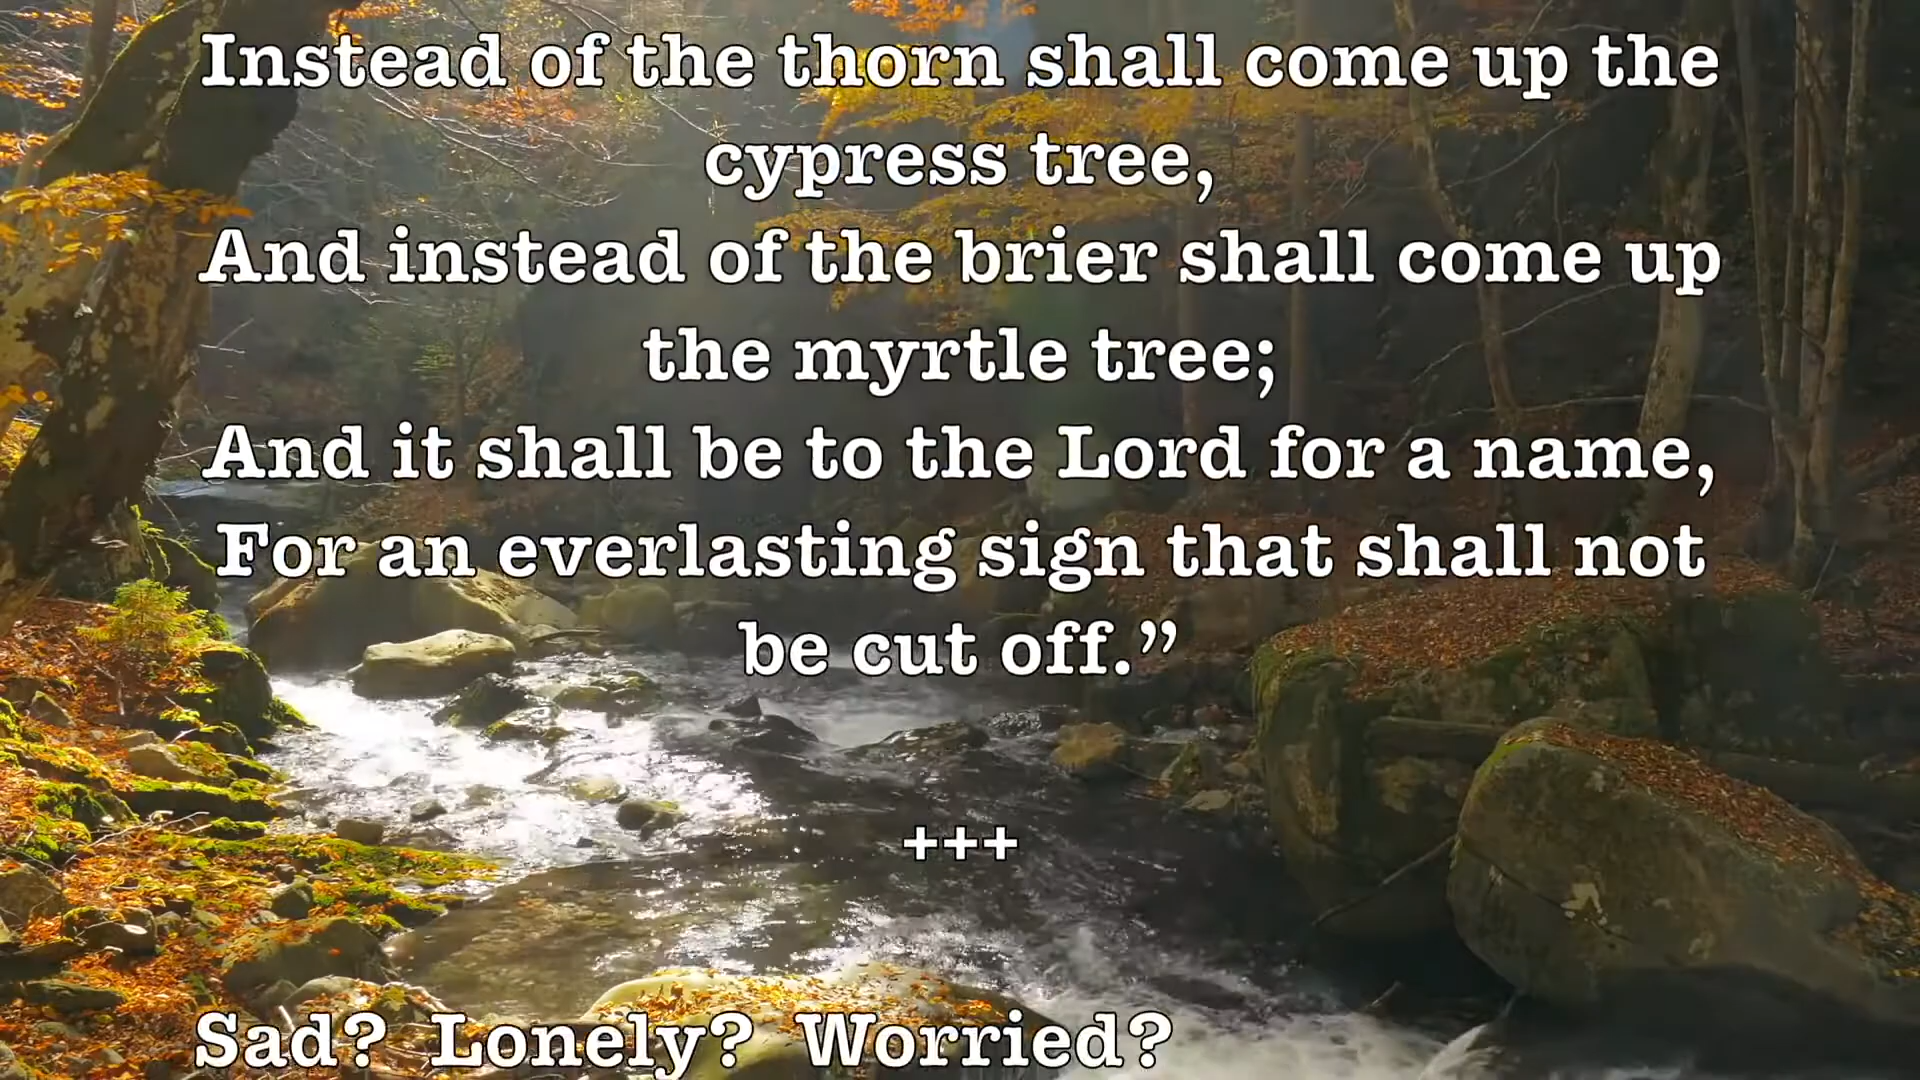 Instead of the thorn shall come up the
cypress tree,
And instead of the brier shall come up
the myrtle tree;
And it shall be to the Lord for a name,
For an everlasting sign that shall not
be cut off.”
+++
Sad?  Lonely?  Worried?